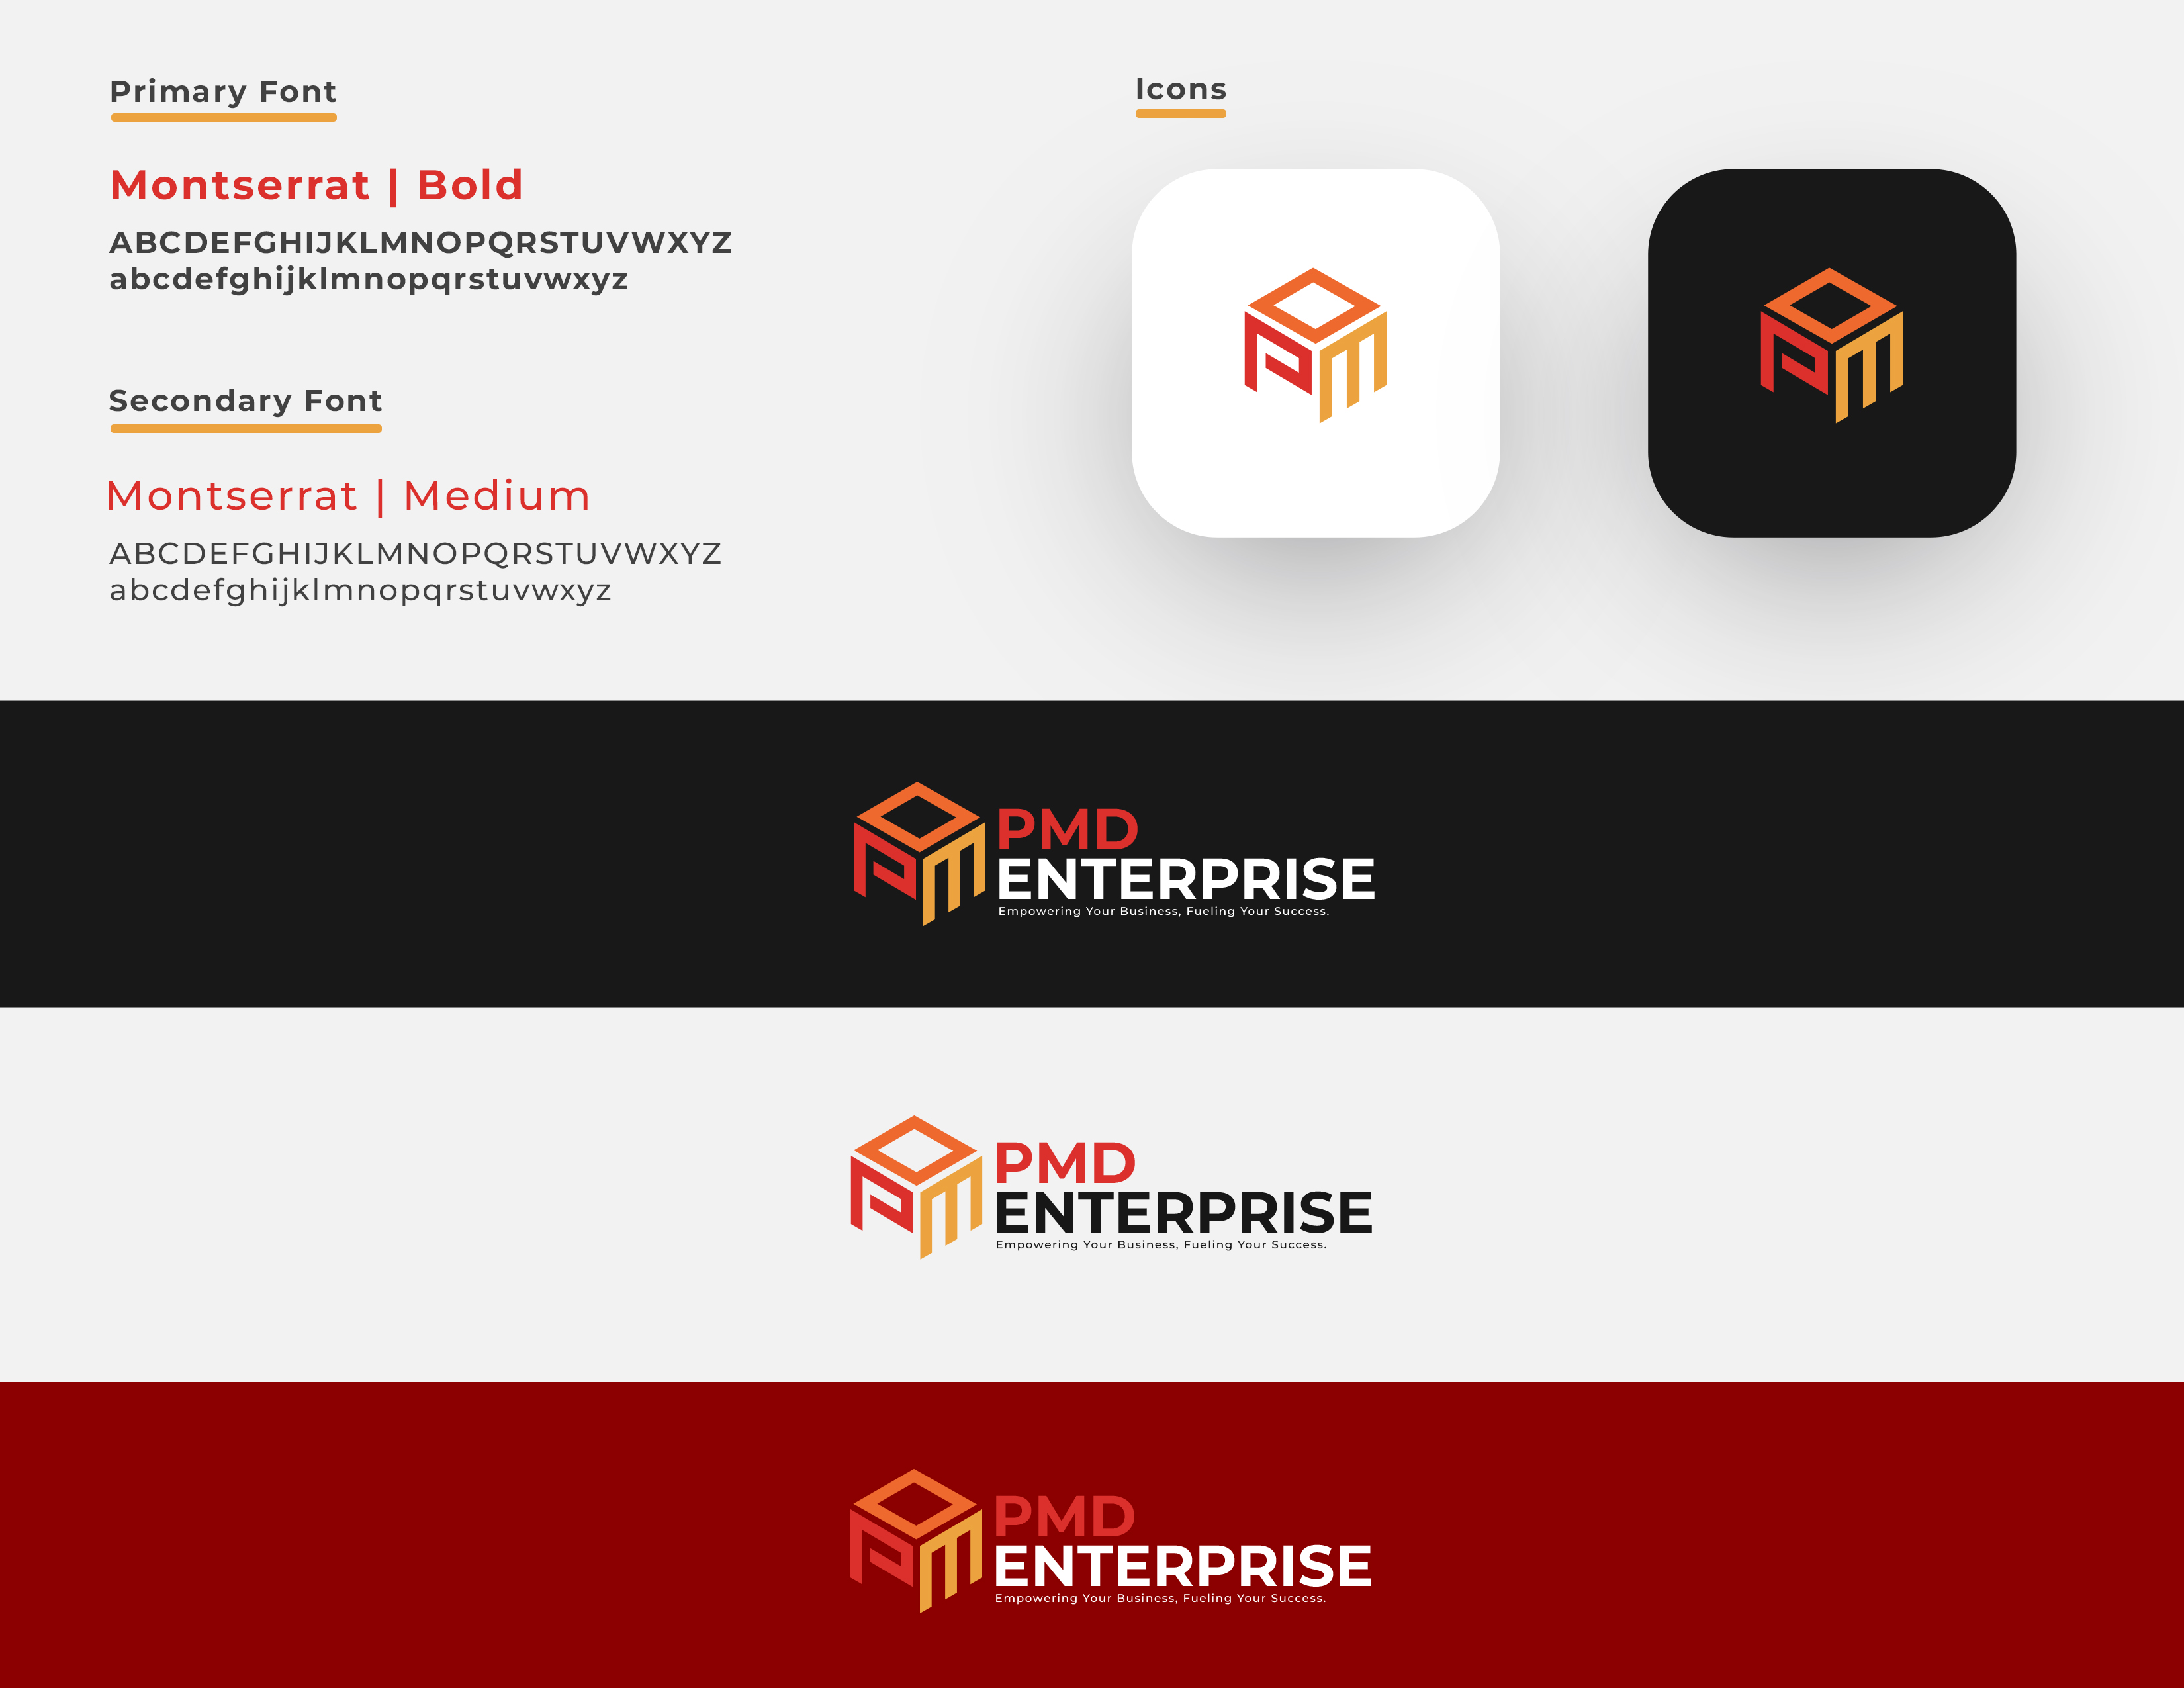 Primary Font
Montserrat | Bold
ABCDEFGHIJKLMNOPQRSTUVWXYZ
abcdefghijklmnopqrstuvwxyz
Secondary Font
Montserrat | Medium
ABCDEFGHIJKLMNOPQRSTUVWXYZ
abcdefghijklmnopqrstuvwxyz
Icons
PMD
ENTERPRISE
Empowering Your Business, Fueling Your Success.
PMD
ENTERPRISE
Empowering Your Business, Fueling Your Success.
PMD
ENTERPRISE
Empowering Your Business, Fueling Your Success.